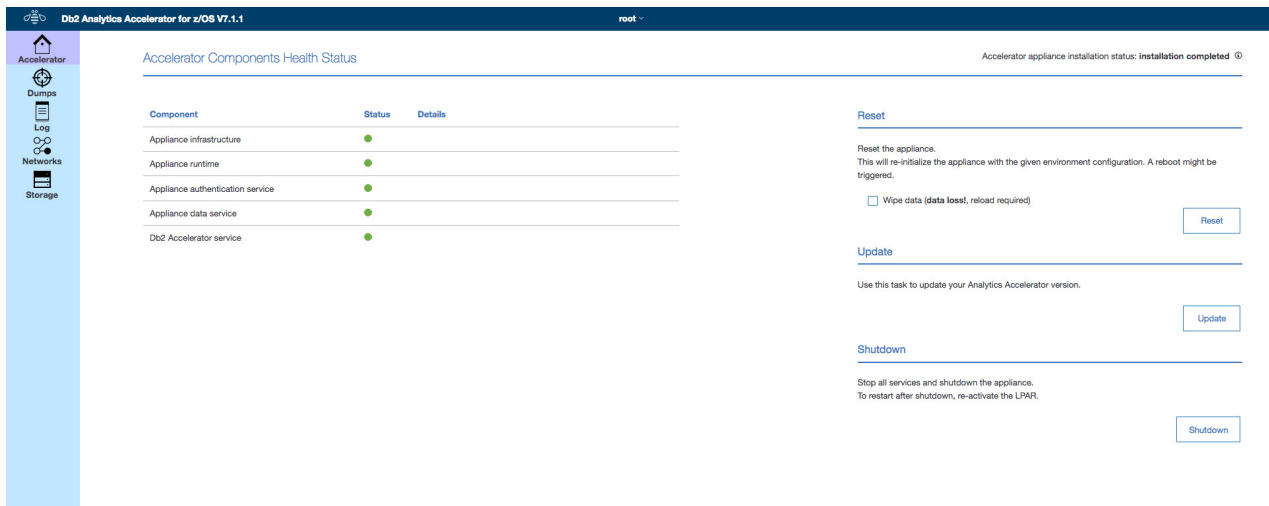 Db2 Analytics Accelerator for z/OS V7.1.1
root
Accelerator
Dumps
Log
Networks
Storage
Accelerator Components Health Status
Accelerator appliance installation status: installation completed
Component Status Details
Appliance infrastructure
Appliance runtime
Appliance authentication service
Appliance data service
Db2 Accelerator service
Reset
Reset the appliance.
This will re-initialize the appliance with the given environment configuration. A reboot might be
triggered.
Wipe data (data loss!, reload required)
Reset
Update
Use this task to update your Analytics Accelerator version.
Update
Shutdown
Stop all services and shutdown the appliance.
To restart after shutdown, re-activate the LPAR.
Shutdown